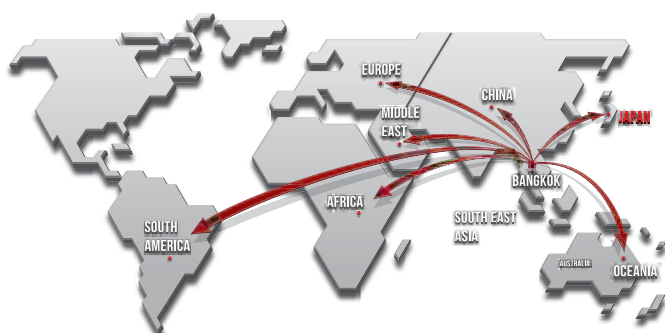 EUROPE
CHINA
MIDDLE
EAST
JAPAN
BANGKOK
AFRICA
SOUTH EAST
ASIA
SOUTH
AMERICA
AUSTRALIA
OCEANIA